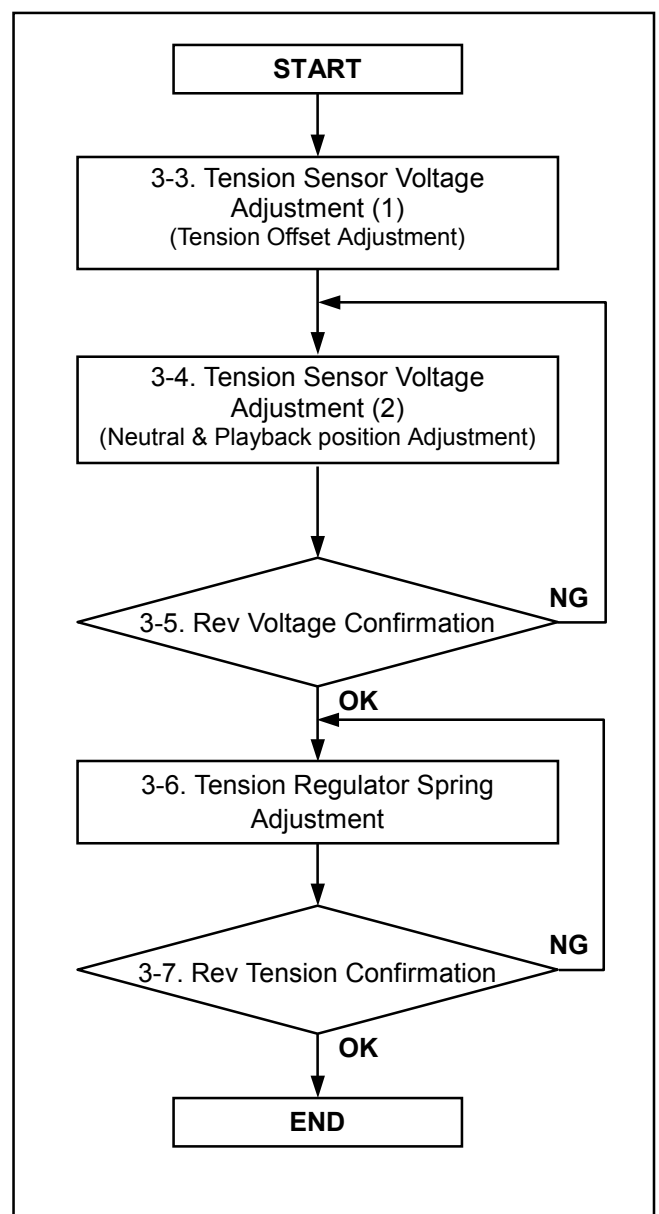 START
3-3. Tension Sensor Voltage
Adjustment (1)
(Tension Offset Adjustment)
3-4. Tension Sensor Voltage
Adjustment (2)
(Neutral & Playback position Adjustment)
NG
3-5. Rev Voltage Confirmation
OK
3-6. Tension Regulator Spring
Adjustment
NG
3-7. Rev Tension Confirmation
OK
END